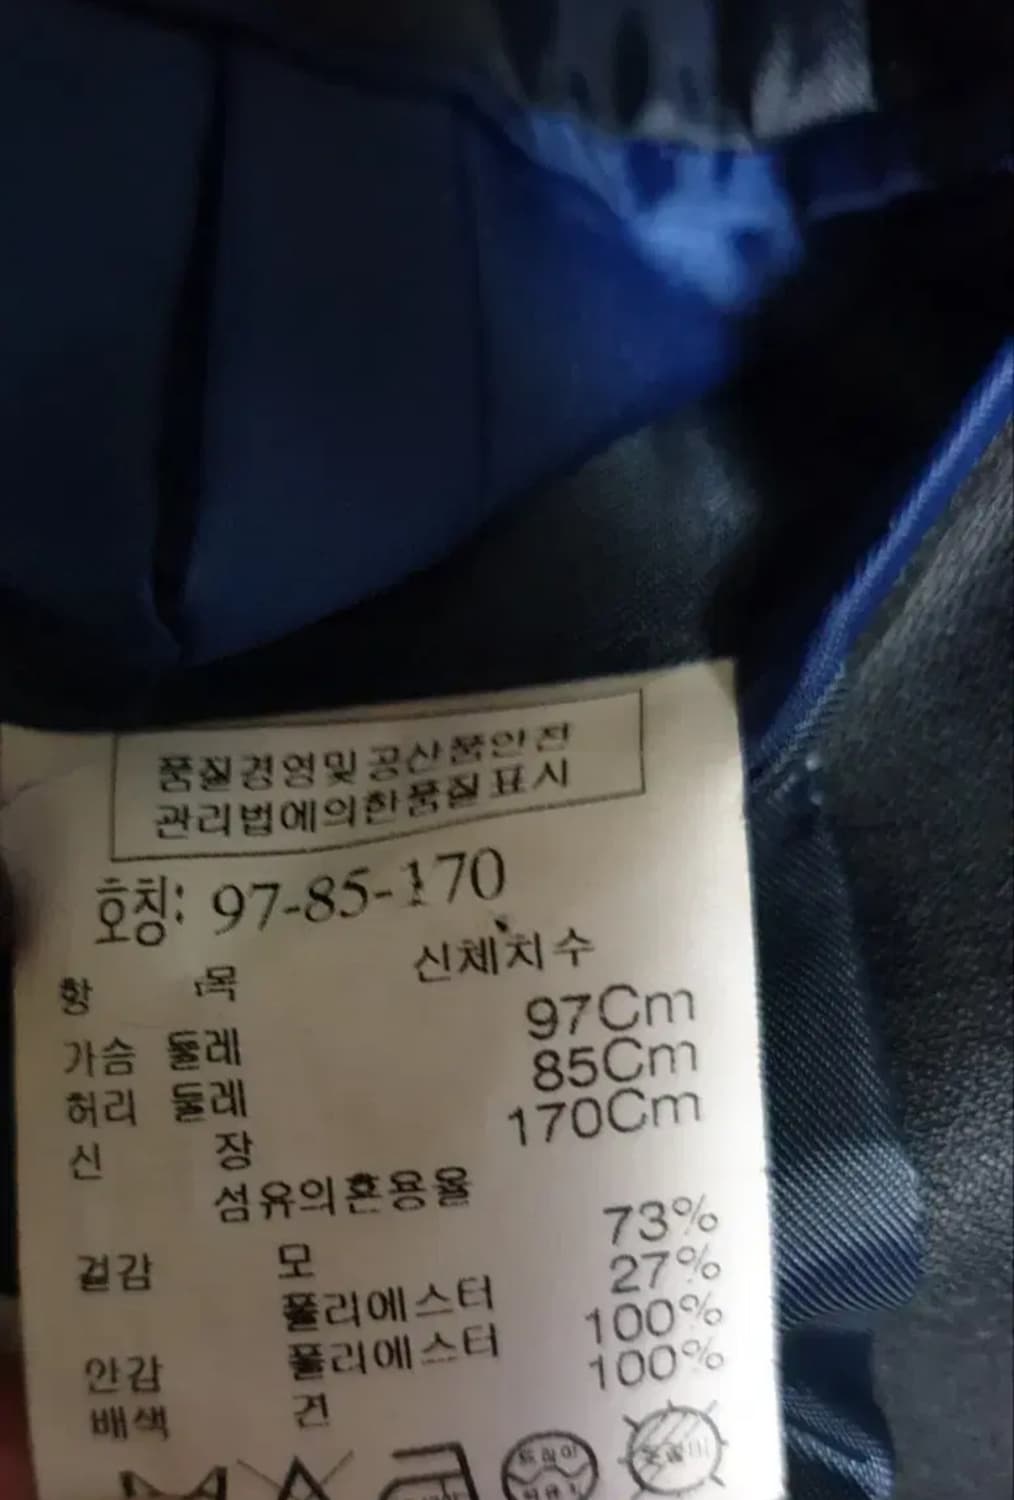 품질경영및공산품안전
관리법에의한품질표시
호칭: 97-85-170
항 목 신체치수
가슴 둘레 97Cm
허리 둘레 85Cm
신 장 170Cm
섬유의혼용율
겉감 모 73%
폴리에스터 27%
안감 폴리에스터 100%
배색 견 100%
드라이